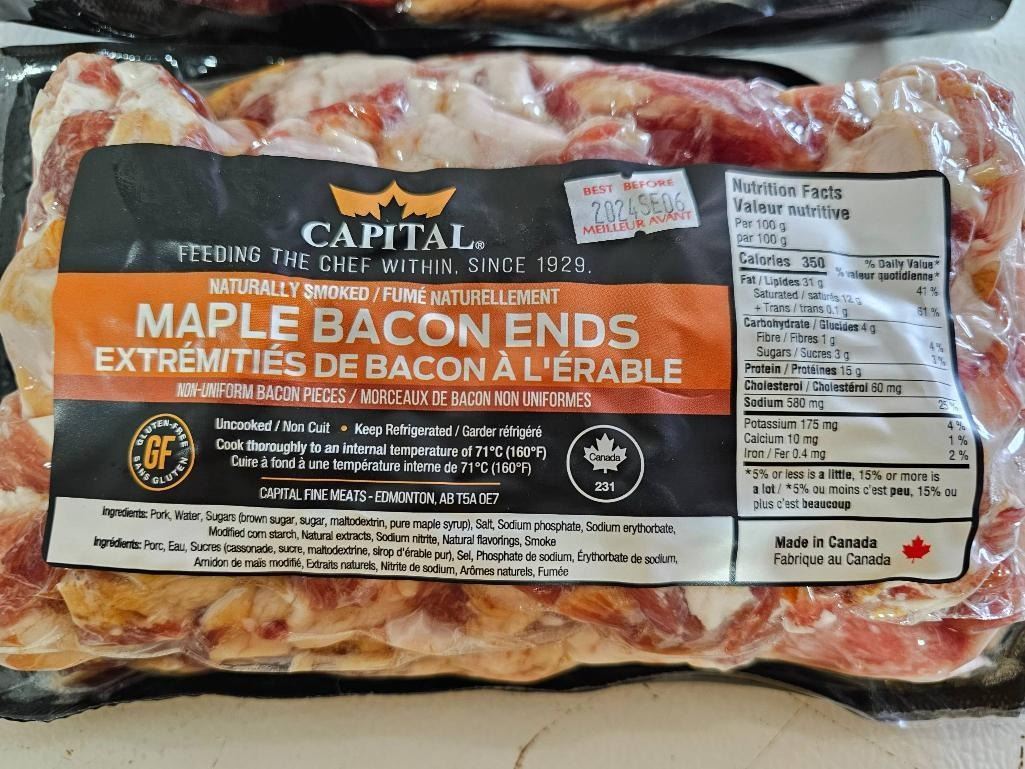 CAPITAL®
FEEDING THE CHEF WITHIN, SINCE 1929.
BEST BEFORE
2024SE06
MEILLEUR AVANT
NATURALLY SMOKED / FUMÉ NATURELLEMENT
MAPLE BACON ENDS
EXTRÉMITIÉS DE BACON À L'ÉRABLE
NON-UNIFORM BACON PIECES / MORCEAUX DE BACON NON UNIFORMES
GLUTEN-FREE
GF
SANS GLUTEN
Uncooked / Non Cuit • Keep Refrigerated / Garder réfrigéré
Cook thoroughly to an internal temperature of 71°C (160°F)
Cuire à fond à une température interne de 71°C (160°F)
CAPITAL FINE MEATS - EDMONTON, AB T5A 0E7
Canada
231
Ingredients: Pork, Water, Sugars (brown sugar, sugar, maltodextrin, pure maple syrup), Salt, Sodium phosphate, Sodium erythorbate,
Modified corn starch, Natural extracts, Sodium nitrite, Natural flavorings, Smoke
Ingrédients: Porc, Eau, Sucres (cassonade, sucre, maltodextrine, sirop d'érable pur), Sel, Phosphate de sodium, Érythorbate de sodium,
Amidon de maïs modifié, Extraits naturels, Nitrite de sodium, Arômes naturels, Fumée
Nutrition Facts
Valeur nutritive
Per 100 g
par 100 g
Calories 350
% Daily Value*
% valeur quotidienne*
Fat / Lipides 31 g 41 %
Saturated / saturés 12 g
+ Trans / trans 0.1 g 61 %
Carbohydrate / Glucides 4 g
Fibre / Fibres 1 g 4 %
Sugars / Sucres 3 g 3 %
Protein / Protéines 15 g
Cholesterol / Cholestérol 60 mg
Sodium 580 mg 25 %
Potassium 175 mg 4 %
Calcium 10 mg 1 %
Iron / Fer 0.4 mg 2 %
*5% or less is a little, 15% or more is
a lot / *5% ou moins c'est peu, 15% ou
plus c'est beaucoup
Made in Canada
Fabrique au Canada